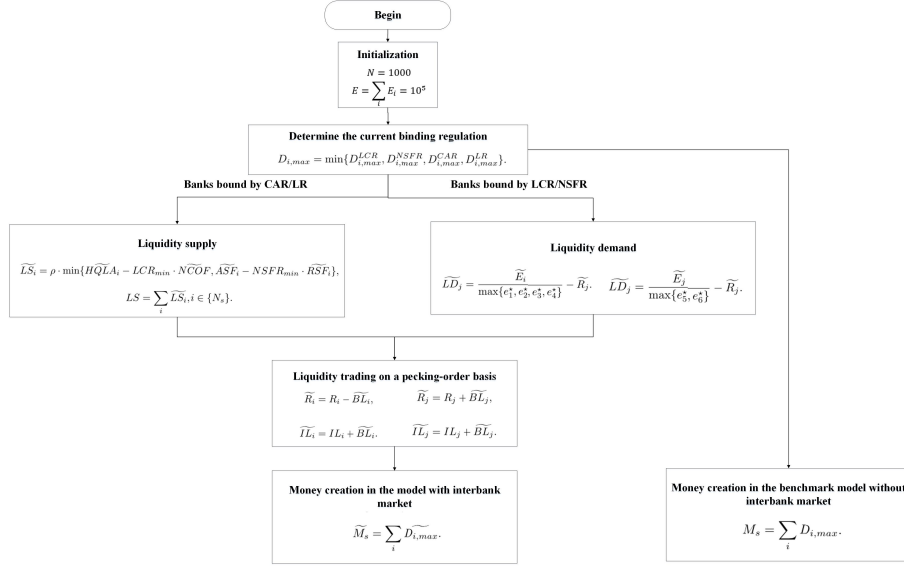 Begin
Initialization
N = 1000
E = ∑_i E_i = 10^5
Determine the current binding regulation
D_{i,max} = min{D^{LCR}_{i,max}, D^{NSFR}_{i,max}, D^{CAR}_{i,max}, D^{LR}_{i,max}}.
Banks bound by CAR/LR
Banks bound by LCR/NSFR
Liquidity supply
\widetilde{LS}_i = ρ · min{\widetilde{HQLA}_i − LCR_{min} · \widetilde{NCOF}, \widetilde{ASF}_i − NSFR_{min} · \widetilde{RSF}_i},
LS = ∑_i \widetilde{LS}_i, i ∈ {N_s}.
Liquidity demand
\widetilde{LD}_j = \frac{\widetilde{E}_i}{max{e^⋆_1, e^⋆_2, e^⋆_3, e^⋆_4}} − \widetilde{R}_j. \widetilde{LD}_j = \frac{\widetilde{E}_j}{max{e^⋆_5, e^⋆_6}} − \widetilde{R}_j.
Liquidity trading on a pecking-order basis
\widetilde{R}_i = R_i − \widetilde{BL}_i, \widetilde{R}_j = R_j + \widetilde{BL}_j,
\widetilde{IL}_i = IL_i + \widetilde{BL}_i. \widetilde{IL}_j = IL_j + \widetilde{BL}_j.
Money creation in the model with interbank
market
\widetilde{M}_s = ∑_i \widetilde{D_{i,max}}.
Money creation in the benchmark model without
interbank market
M_s = ∑_i D_{i,max}.